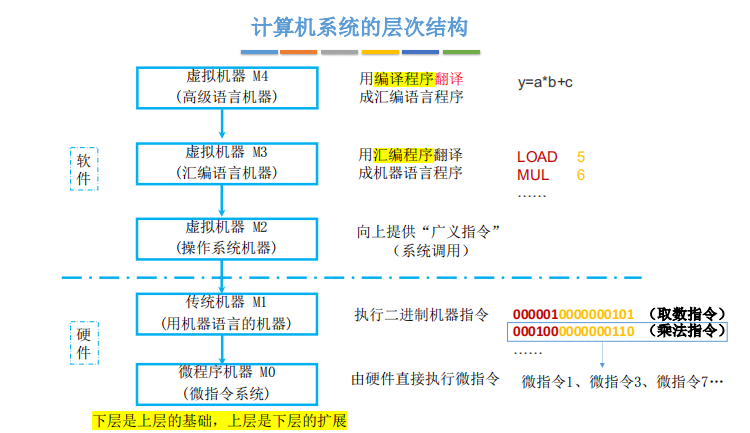 计算机系统的层次结构
虚拟机器 M4
(高级语言机器)
用编译程序翻译
成汇编语言程序
y=a*b+c
软
件
虚拟机器 M3
(汇编语言机器)
用汇编程序翻译
成机器语言程序
LOAD 5
MUL 6
……
虚拟机器 M2
(操作系统机器)
向上提供“广义指令”
（系统调用）
硬
件
传统机器 M1
(用机器语言的机器)
执行二进制机器指令
000001 0000000101 （取数指令）
000100 0000000110 （乘法指令）
……
微程序机器 M0
(微指令系统)
由硬件直接执行微指令
微指令1、微指令3、微指令7…
下层是上层的基础，上层是下层的扩展